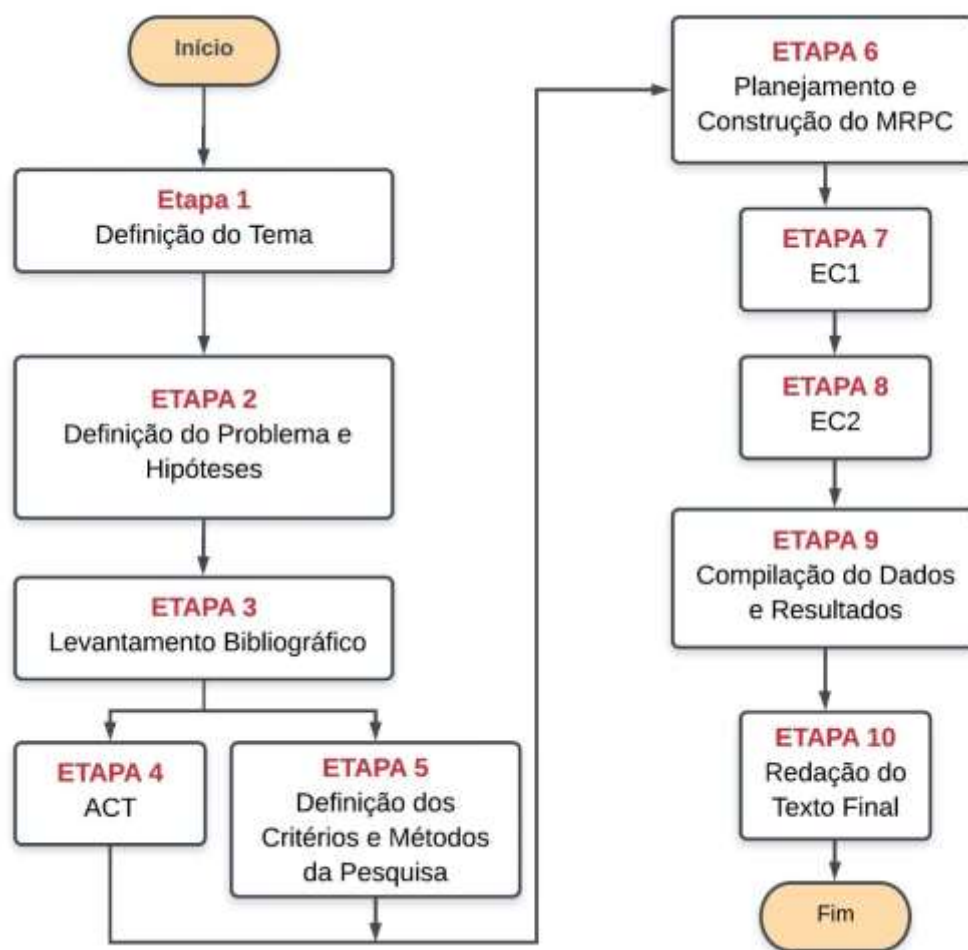 Início
Etapa 1
Definição do Tema
ETAPA 2
Definição do Problema e
Hipóteses
ETAPA 3
Levantamento Bibliográfico
ETAPA 4
ACT
ETAPA 5
Definição dos
Critérios e Métodos
da Pesquisa
ETAPA 6
Planejamento e
Construção do MRPC
ETAPA 7
EC1
ETAPA 8
EC2
ETAPA 9
Compilação do Dados
e Resultados
ETAPA 10
Redação do
Texto Final
Fim